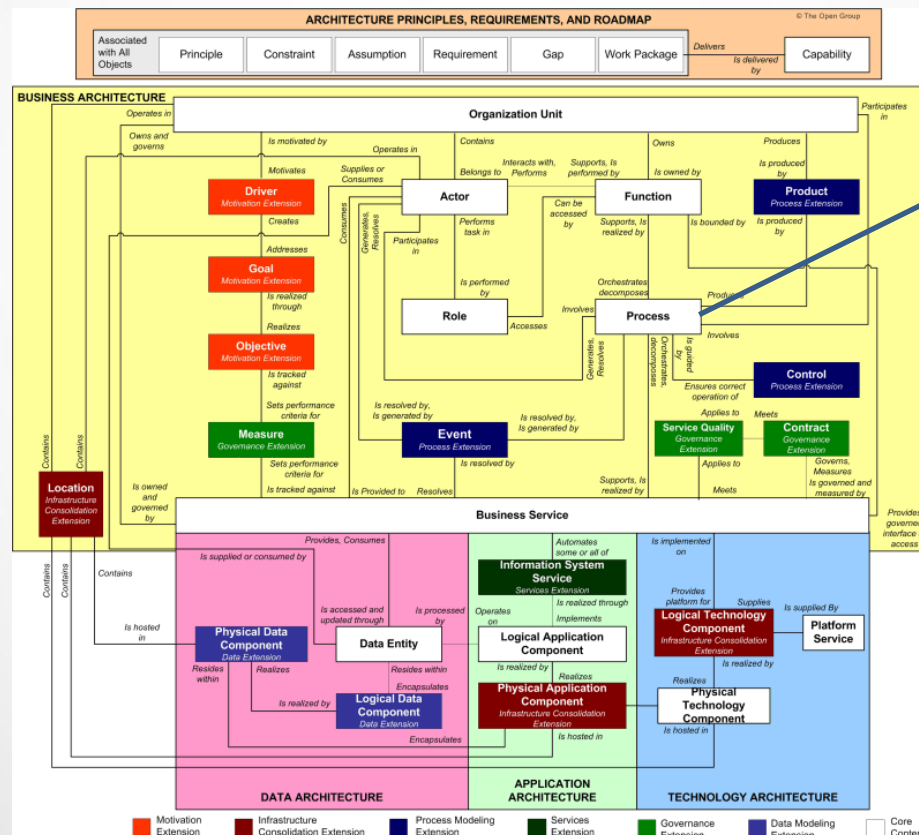 ARCHITECTURE PRINCIPLES, REQUIREMENTS, AND ROADMAP
© The Open Group
Associated
with All
Objects
Principle
Constraint
Assumption
Requirement
Gap
Work Package
Delivers
Is delivered
by
Capability
BUSINESS ARCHITECTURE
Operates in
Organization Unit
Participates
in
Owns and
governs
Is motivated by
Operates in
Contains
Owns
Produces
Motivates
Supplies or
Consumes
Belongs to
Interacts with,
Performs
Supports, Is
performed by
Is owned by
Is produced
by
Driver
Motivation Extension
Actor
Function
Product
Process Extension
Creates
Consumes
Generates,
Resolves
Performs
task in
Can be
accessed
by
Supports, Is
realized by
Is bounded by
Is produced
by
Addresses
Participates
in
Goal
Motivation Extension
Is realized
through
Is performed
by
Orchestrates
decomposes
Produces
Realizes
Role
Accesses
Involves
Process
Involves
Objective
Motivation Extension
Is tracked
against
Generates,
Resolves
Orchestrates,
decomposes
Is guided
by
Control
Process Extension
Ensures correct
operation of
Sets performance
criteria for
Is resolved by,
Is generated by
Is resolved by,
Is generated by
Applies to
Meets
Measure
Governance Extension
Event
Process Extension
Service Quality
Governance
Extension
Contract
Governance
Extension
Contains
Contains
Sets performance
criteria for
Is resolved by
Applies to
Governs,
Measures
Location
Infrastructure
Consolidation
Extension
Is owned
and
governed
by
Is tracked against
Is Provided to
Resolves
Supports, Is
realized by
Meets
Is governed and
measured by
Business Service
Provides
governed
interface
access
Contains
Contains
Contains
Is supplied or consumed by
Provides, Consumes
Automates
some or all of
Is implemented
on
Information System
Service
Services Extension
Is realized through
Is accessed and
updated through
Is processed
by
Operates
on
Implements
Provides
platform for
Supplies
Is supplied By
Is hosted
in
Physical Data
Component
Data Extension
Data Entity
Logical Application
Component
Logical Technology
Component
Infrastructure Consolidation
Extension
Platform
Service
Resides
within
Realizes
Resides within
Is realized by
Is realized by
Encapsulates
Realizes
Realizes
Is realized by
Logical Data
Component
Data Extension
Physical Application
Component
Infrastructure Consolidation
Extension
Physical
Technology
Component
Encapsulates
Is hosted in
Is hosted in
DATA ARCHITECTURE
APPLICATION
ARCHITECTURE
TECHNOLOGY ARCHITECTURE
Motivation
Extension
Infrastructure
Consolidation Extension
Process Modeling
Extension
Services
Extension
Governance
Extension
Data Modeling
Extension
Core